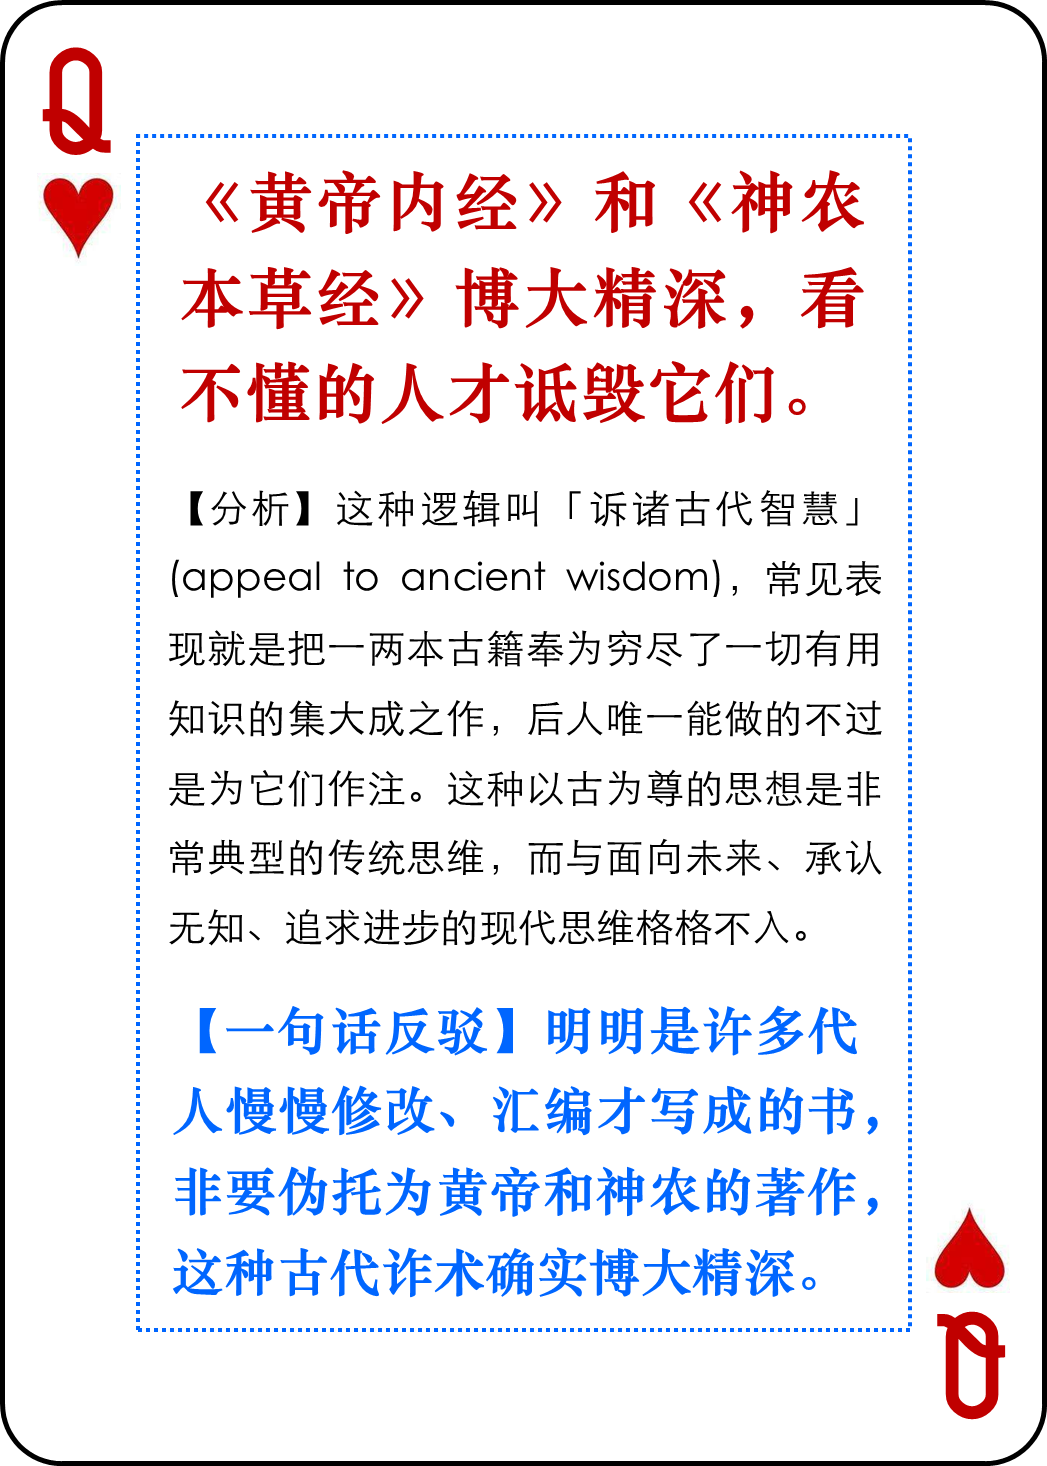 Q
《黄帝内经》和《神农
本草经》博大精深，看
不懂的人才诋毁它们。
【分析】这种逻辑叫「诉诸古代智慧」
(appeal to ancient wisdom)，常见表
现就是把一两本古籍奉为穷尽了一切有用
知识的集大成之作，后人唯一能做的不过
是为它们作注。这种以古为尊的思想是非
常典型的传统思维，而与面向未来、承认
无知、追求进步的现代思维格格不入。
【一句话反驳】明明是许多代
人慢慢修改、汇编才写成的书，
非要伪托为黄帝和神农的著作，
这种古代诈术确实博大精深。
Q